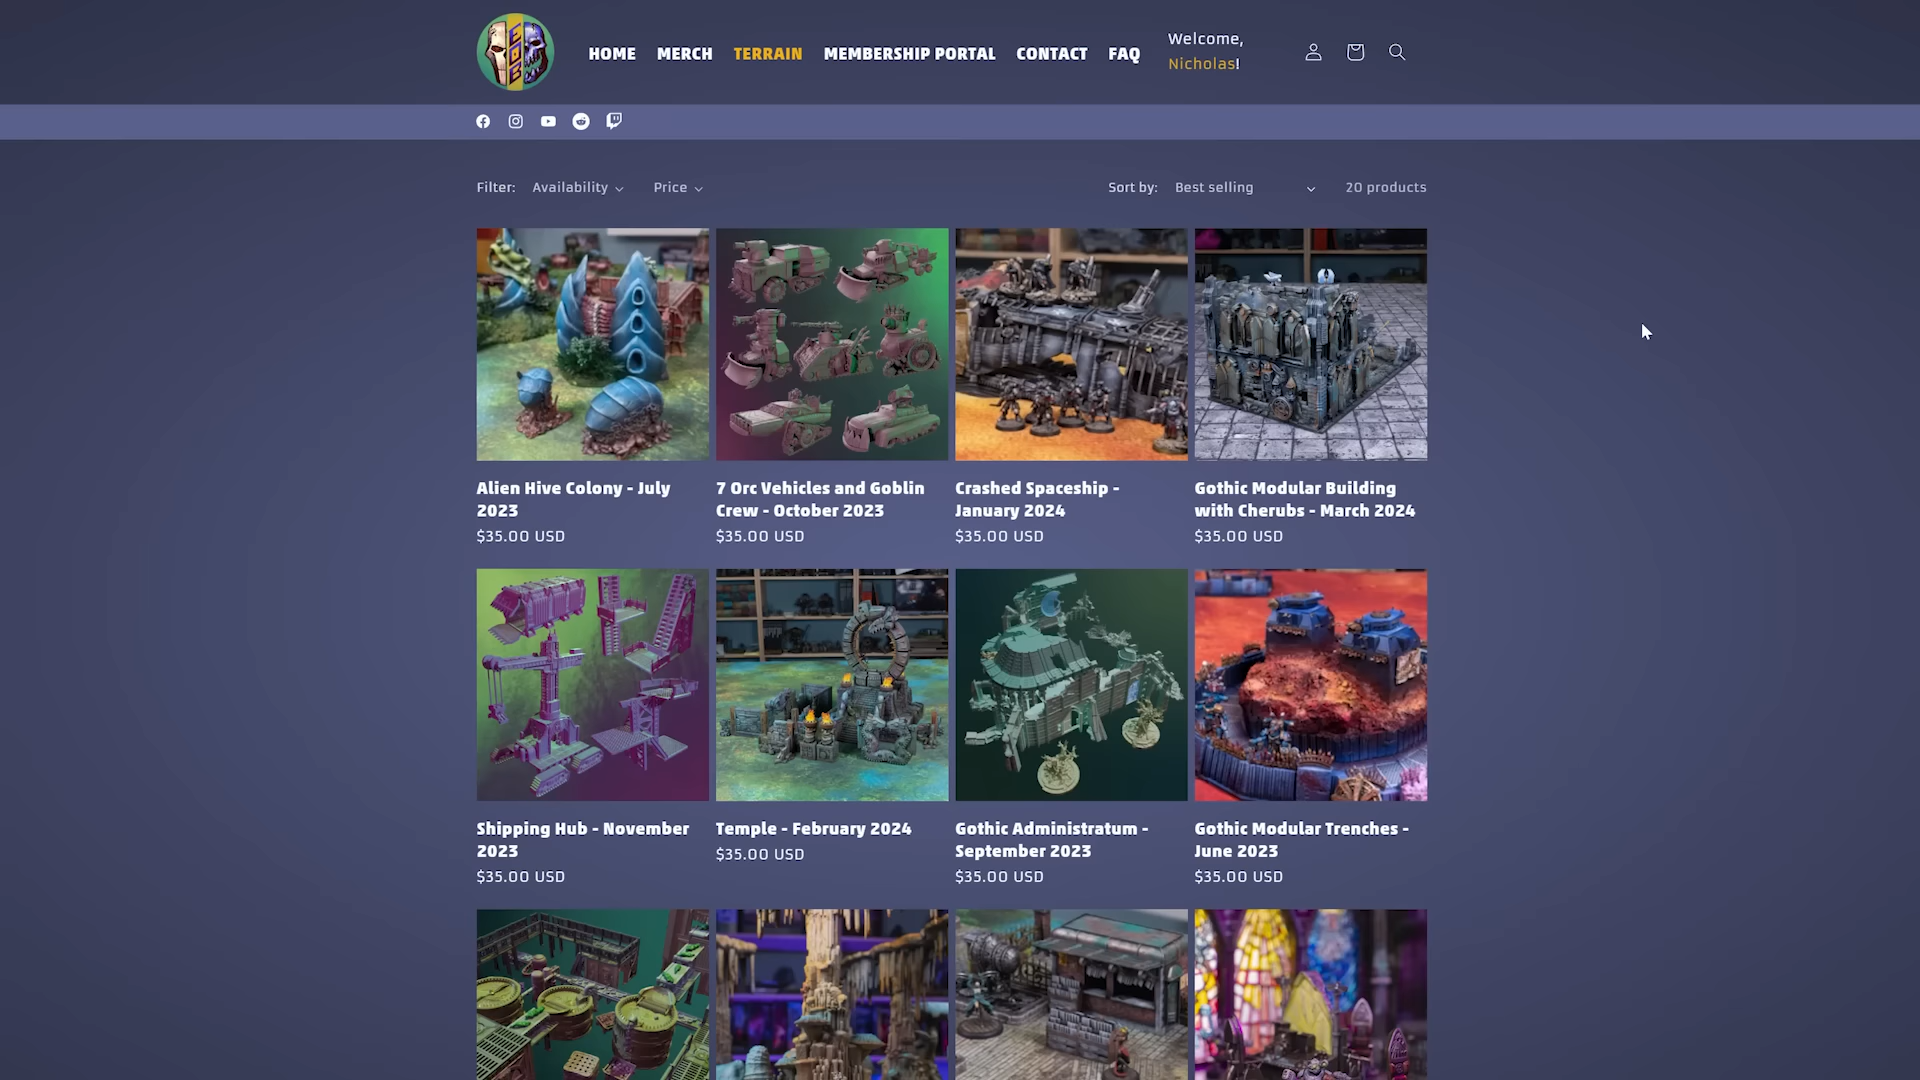 EOB
HOME MERCH TERRAIN MEMBERSHIP PORTAL CONTACT FAQ
Welcome,
Nicholas!
Filter: Availability Price
Sort by: Best selling 20 products
Alien Hive Colony - July
2023
$35.00 USD
7 Orc Vehicles and Goblin
Crew - October 2023
$35.00 USD
Crashed Spaceship -
January 2024
$35.00 USD
Gothic Modular Building
with Cherubs - March 2024
$35.00 USD
Shipping Hub - November
2023
$35.00 USD
Temple - February 2024
$35.00 USD
Gothic Administratum -
September 2023
$35.00 USD
Gothic Modular Trenches -
June 2023
$35.00 USD